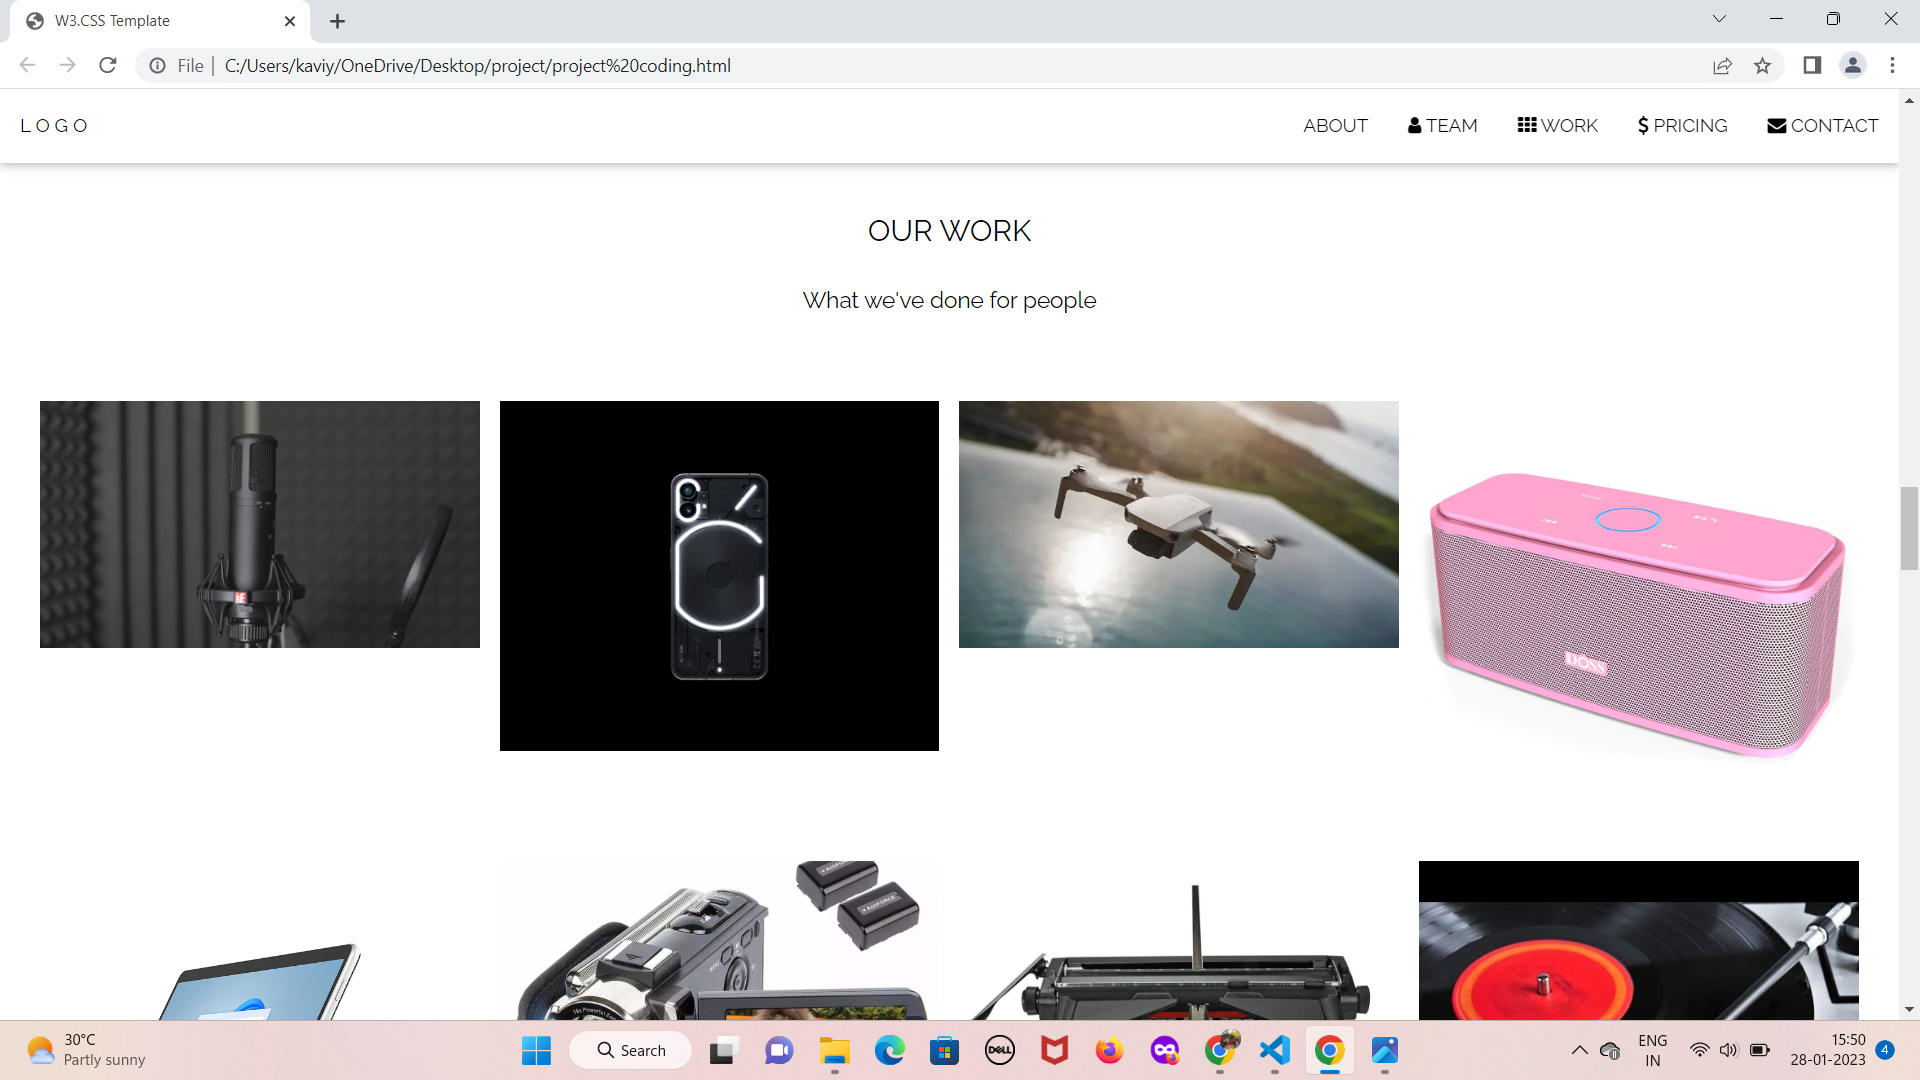 W3.CSS Template
File | C:/Users/kaviy/OneDrive/Desktop/project/project%20coding.html
LOGO
ABOUT TEAM WORK $ PRICING CONTACT
OUR WORK
What we've done for people
DOSS
30°C
Partly sunny
Search
DELL
ENG
IN
15:50
28-01-2023
4